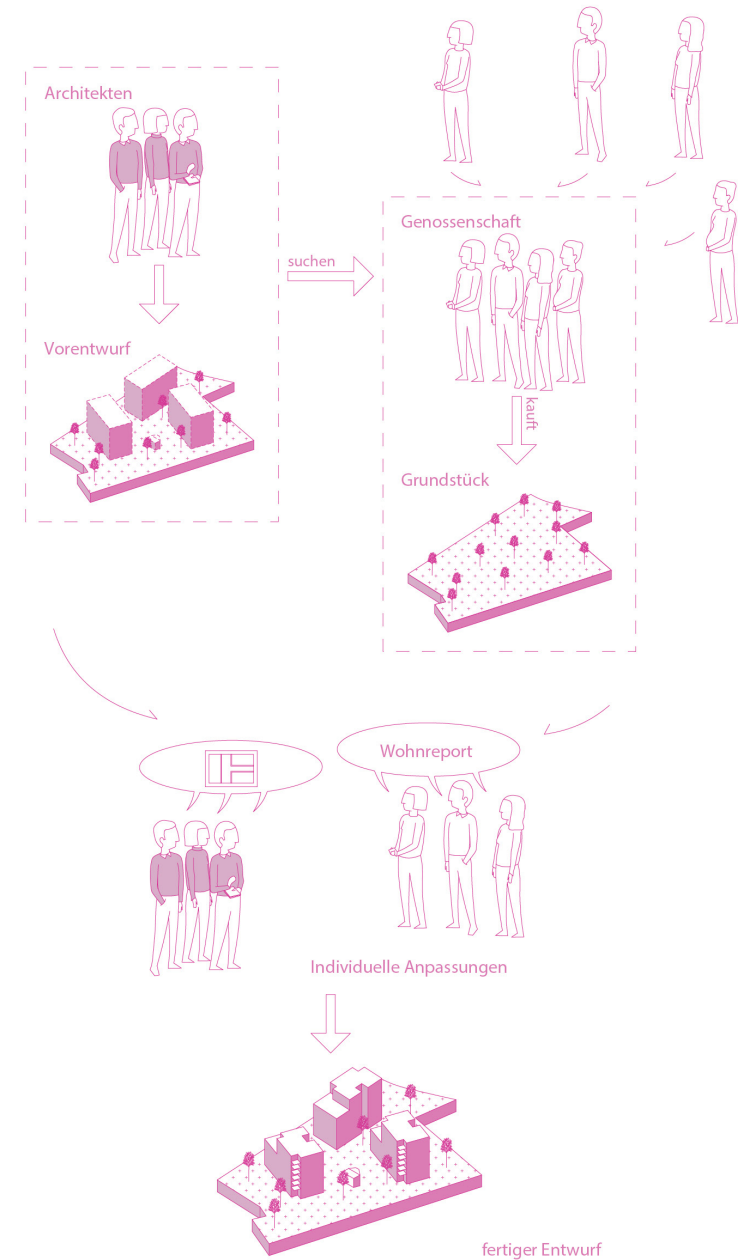 Architekten
Genossenschaft
suchen
Vorentwurf
kauft
Grundstück
Wohnreport
Individuelle Anpassungen
fertiger Entwurf